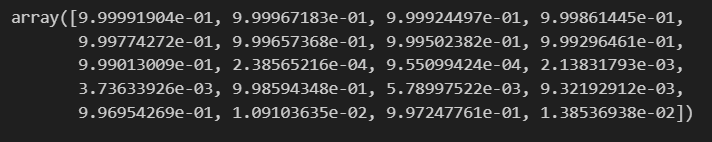 array([9.99991904e-01, 9.99967183e-01, 9.99924497e-01, 9.99861445e-01,
9.99774272e-01, 9.99657368e-01, 9.99502382e-01, 9.99296461e-01,
9.99013009e-01, 2.38565216e-04, 9.55099424e-04, 2.13831793e-03,
3.73633926e-03, 9.98594348e-01, 5.78997522e-03, 9.32192912e-03,
9.96954269e-01, 1.09103635e-02, 9.97247761e-01, 1.38536938e-02])